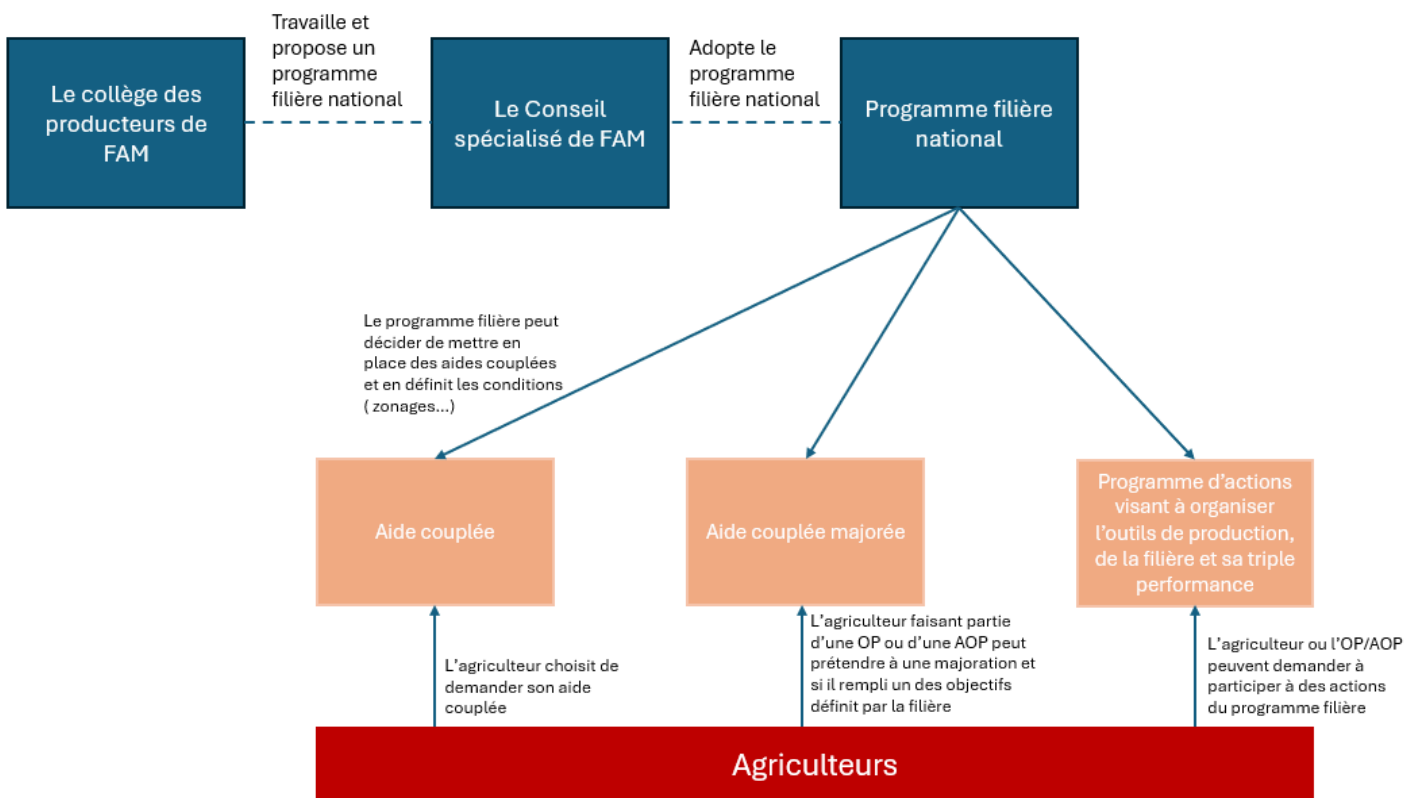 Le collège des
producteurs de
FAM
Travaille et
propose un
programme
filière national
Le Conseil
spécialisé de FAM
Adopte le
programme
filière national
Programme filière
national
Le programme filière peut
décider de mettre en
place des aides couplées
et en définit les conditions
( zonages...)
Aide couplée
Aide couplée majorée
Programme d’actions
visant à organiser
l’outils de production,
de la filière et sa triple
performance
L’agriculteur choisit de
demander son aide
couplée
L’agriculteur faisant partie
d’une OP ou d’une AOP peut
prétendre à une majoration et
si il rempli un des objectifs
définit par la filière
L’agriculteur ou l’OP/AOP
peuvent demander à
participer à des actions
du programme filière
Agriculteurs